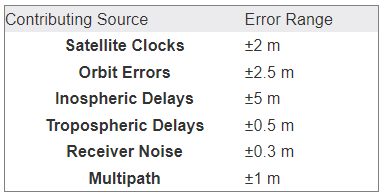 Contributing Source Error Range
Satellite Clocks ±2 m
Orbit Errors ±2.5 m
Inospheric Delays ±5 m
Tropospheric Delays ±0.5 m
Receiver Noise ±0.3 m
Multipath ±1 m